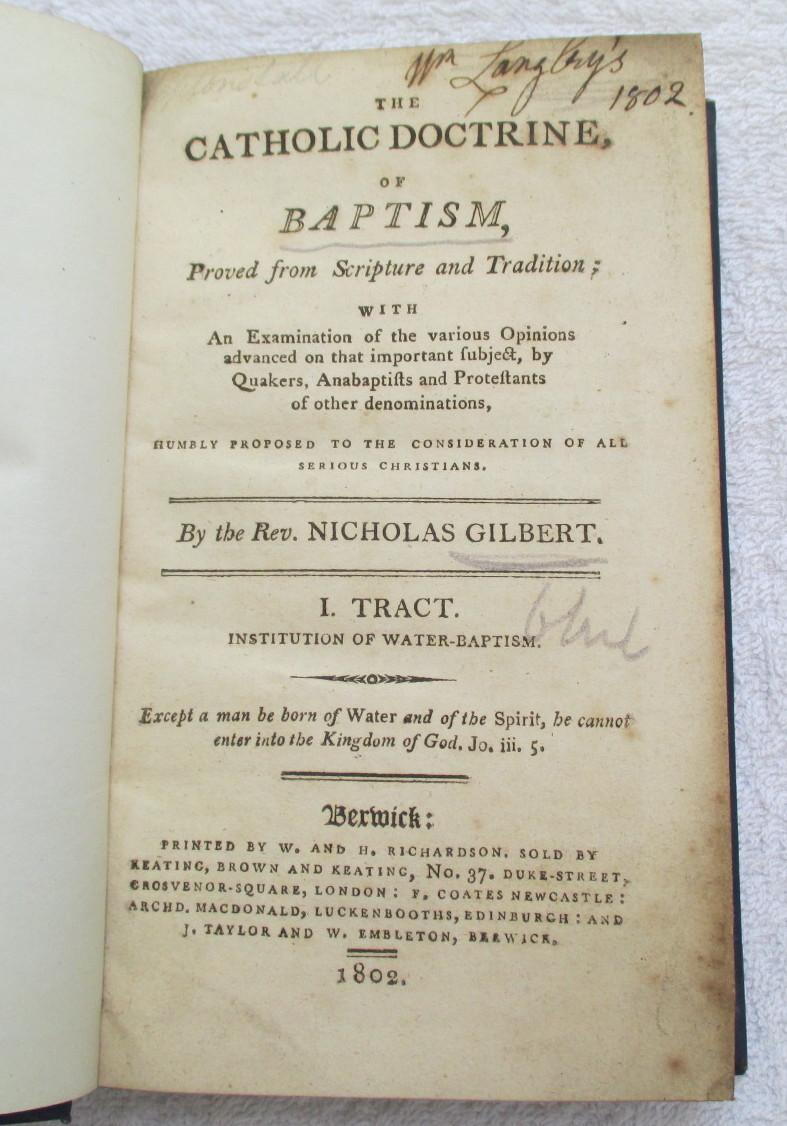 Wm Langley's
1802.
THE
CATHOLIC DOCTRINE,
OF
BAPTISM,
Proved from Scripture and Tradition;
WITH
An Examination of the various Opinions
advanced on that important ſubject, by
Quakers, Anabaptiſts and Proteſtants
of other denominations,
HUMBLY PROPOSED TO THE CONSIDERATION OF ALL
SERIOUS CHRISTIANS.
By the Rev. NICHOLAS GILBERT.
I. TRACT.
INSTITUTION OF WATER-BAPTISM.
Except a man be born of Water and of the Spirit, he cannot
enter into the Kingdom of God. Jo. iii. 5.
Berwick:
PRINTED BY W. AND H. RICHARDSON. SOLD BY
KEATING, BROWN AND KEATING, No. 37. DUKE-STREET,
GROSVENOR-SQUARE, LONDON: F. COATES NEWCASTLE:
ARCHD. MACDONALD, LUCKENBOOTHS, EDINBURGH: AND
J. TAYLOR AND W. EMBLETON, BERWICK.
1802.